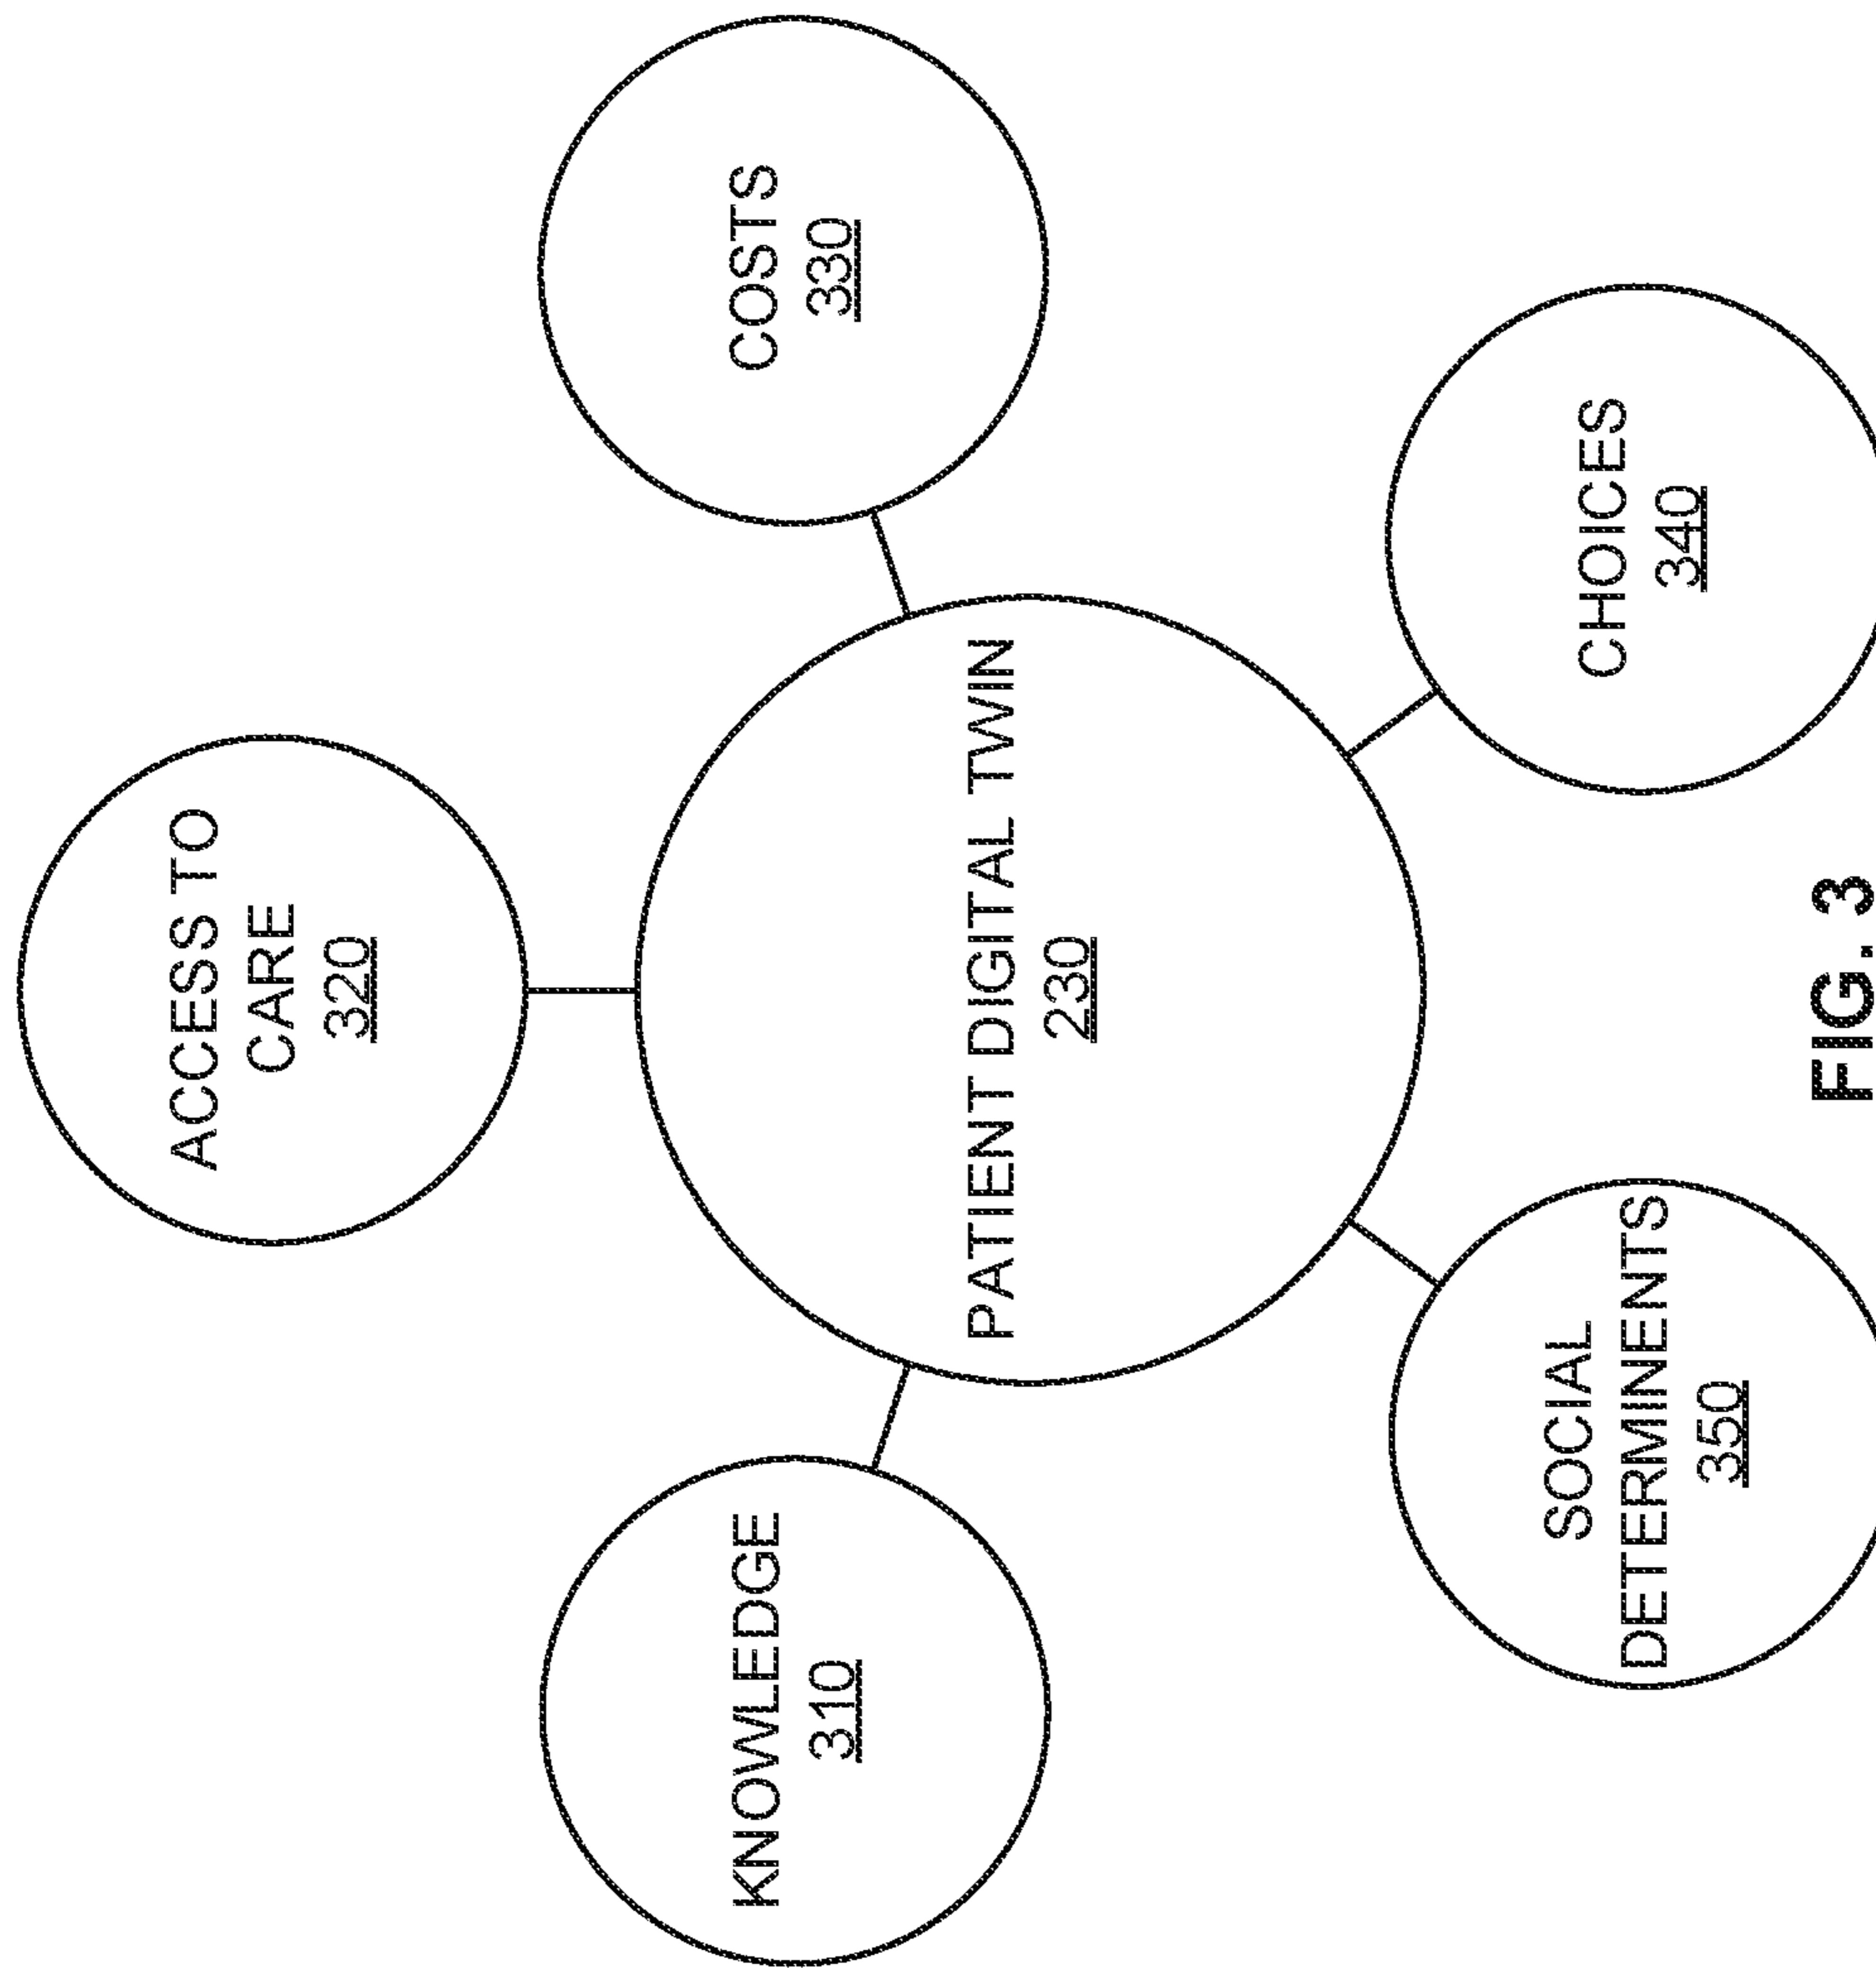 ACCESS TO
CARE
320
KNOWLEDGE
310
COSTS
330
PATIENT DIGITAL TWIN
230
SOCIAL
DETERMINENTS
350
CHOICES
340
FIG. 3